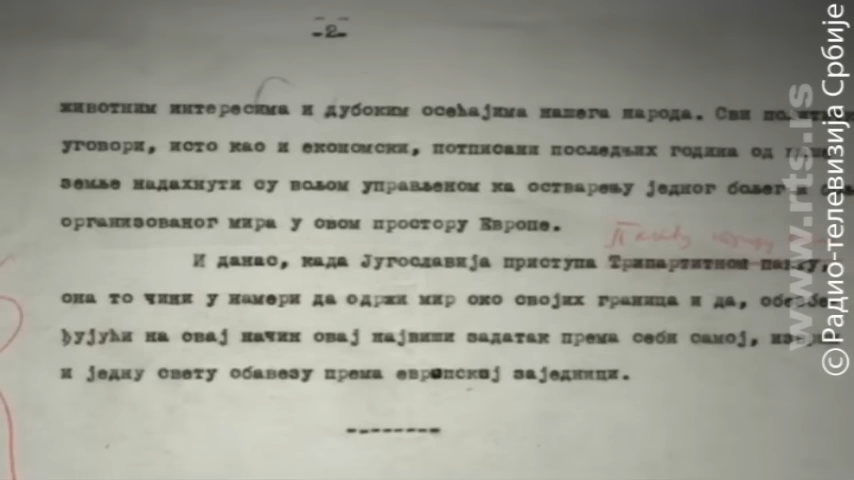 -2-
животним интересима и дубоким осећајима нашега народа. Сви
уговори, исто као и економски, потписани последњих година од
земље надахнути су вољом управљеном ка остварењу једног бољег и
организованог мира у овом простору Европе.
И данас, када Југославија приступа Трипартитном пакту,
она то чини у намери да одржи мир око својих граница и да,
ђујући на овај начин овај највиши задатак према себи самој,
и једну свету обавезу према европској заједници.
www.rts.rs
© Радио-телевизија Србије